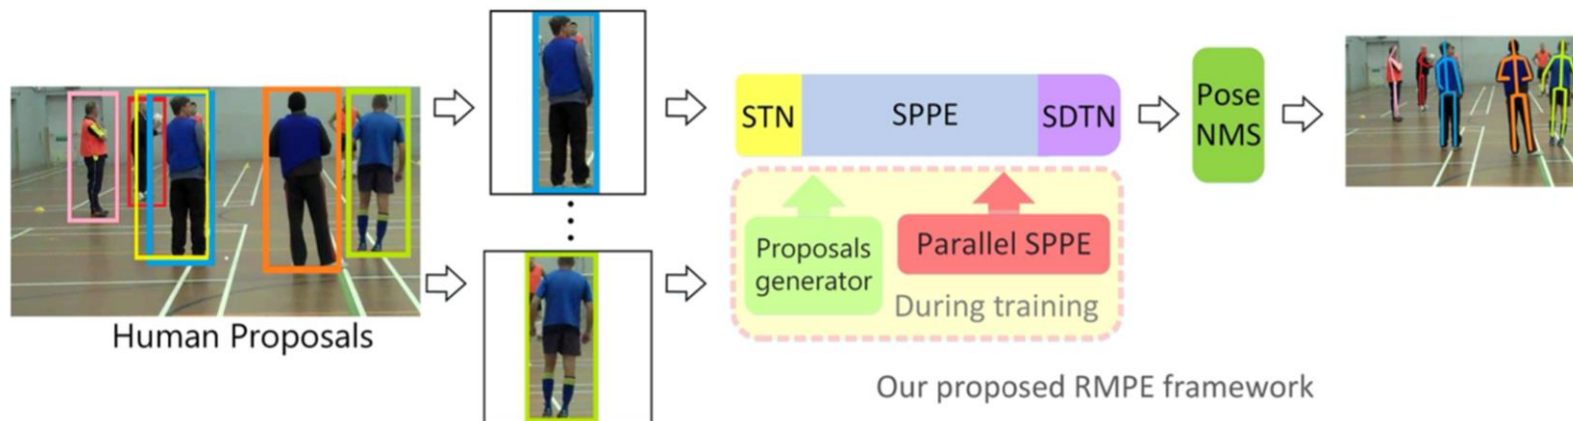 STN
SPPE
SDTN
Pose
NMS
Proposals
generator
Parallel SPPE
During training
Human Proposals
Our proposed RMPE framework